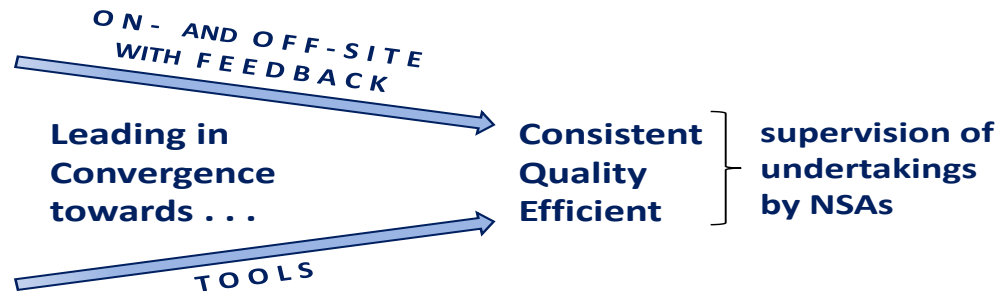 ON- AND OFF-SITE
WITH FEEDBACK
Leading in
Convergence
towards . . .
Consistent
Quality
Efficient
supervision of
undertakings
by NSAs
TOOLS